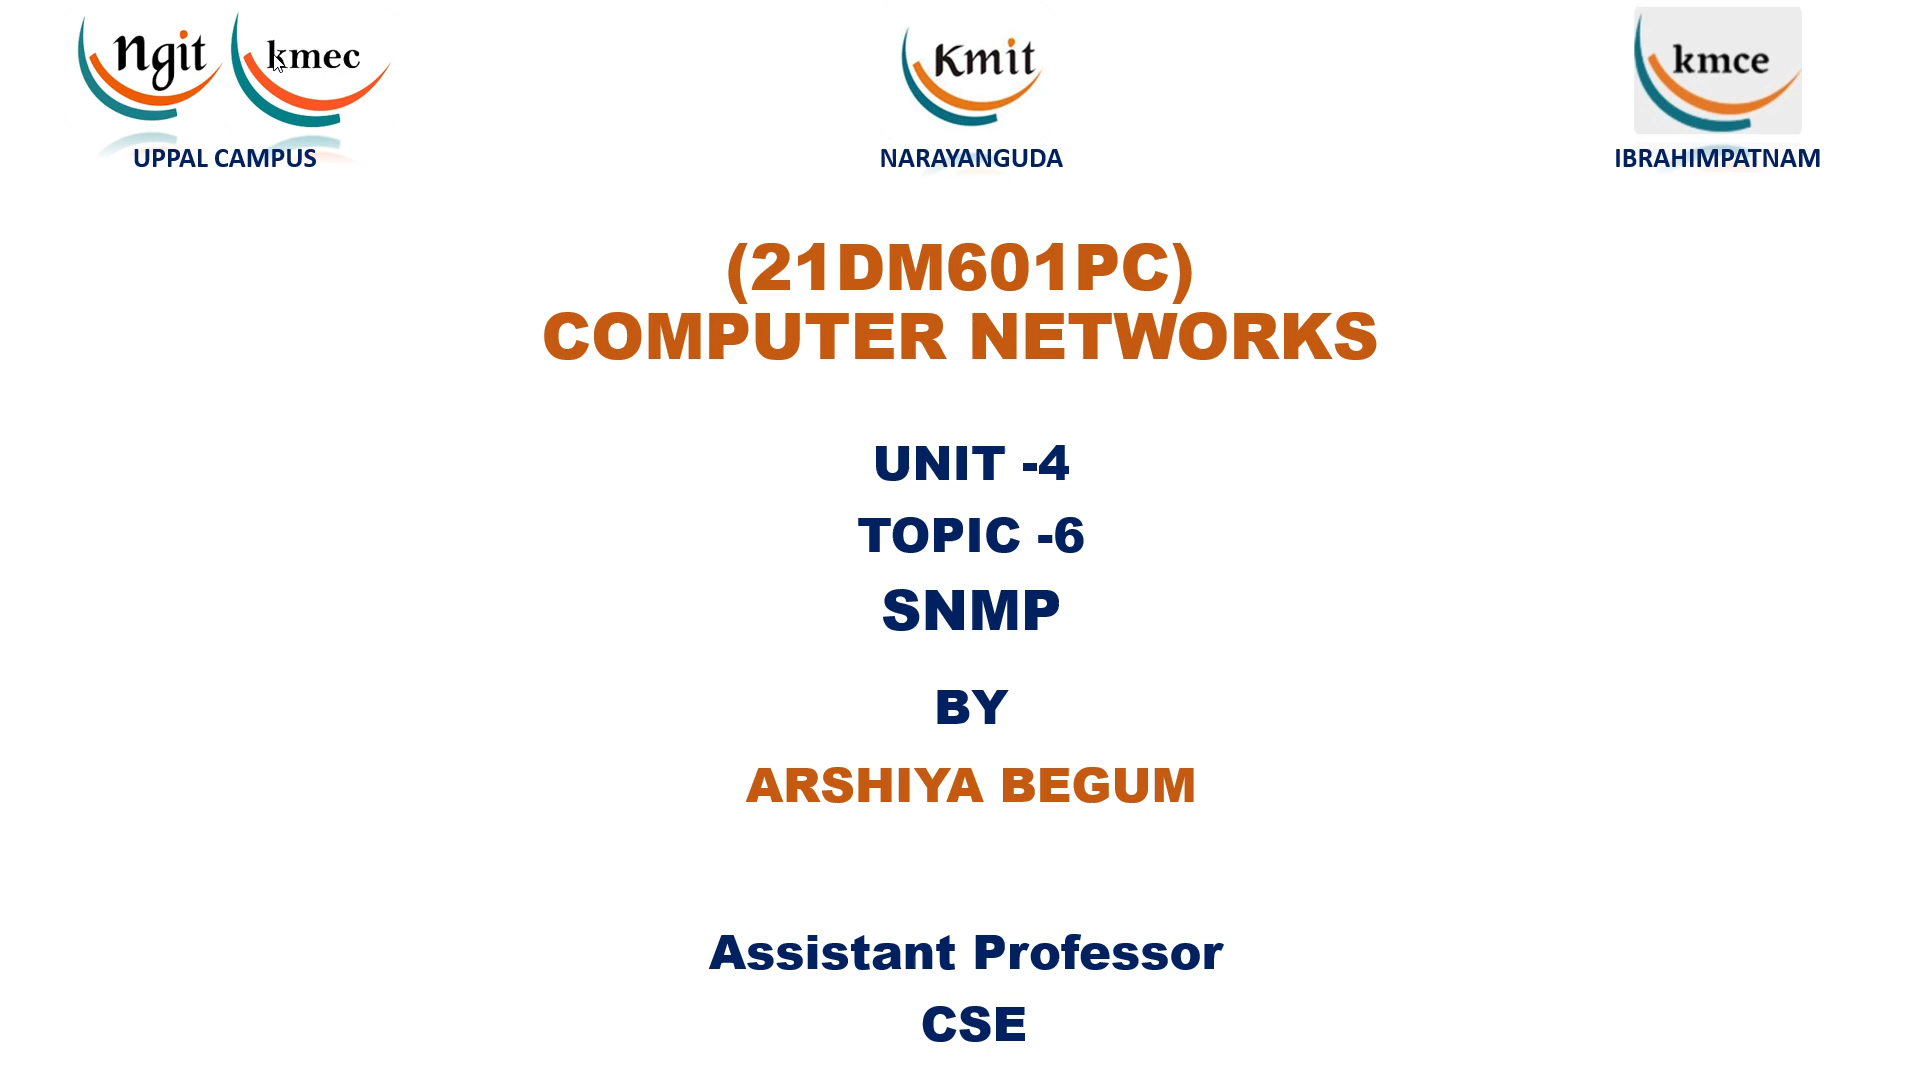 Ngit kmec Kmit kmce
UPPAL CAMPUS NARAYANGUDA IBRAHIMPATNAM
(21DM601PC)
COMPUTER NETWORKS
UNIT -4
TOPIC -6
SNMP
BY
ARSHIYA BEGUM
Assistant Professor
CSE